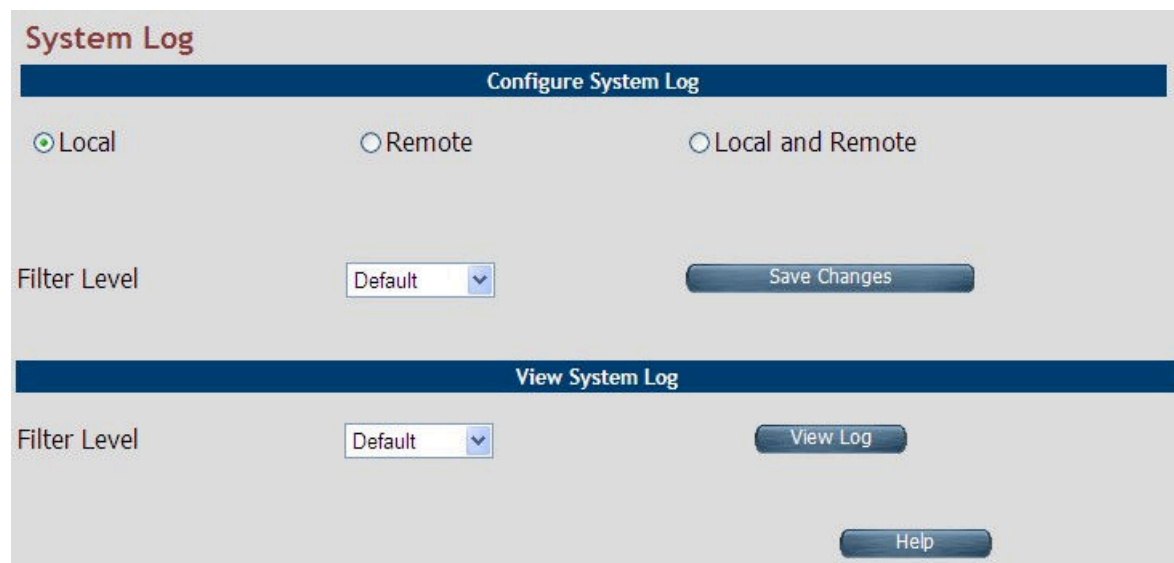 System Log
Configure System Log
Local Remote Local and Remote
Filter Level Default Save Changes
View System Log
Filter Level Default View Log
Help